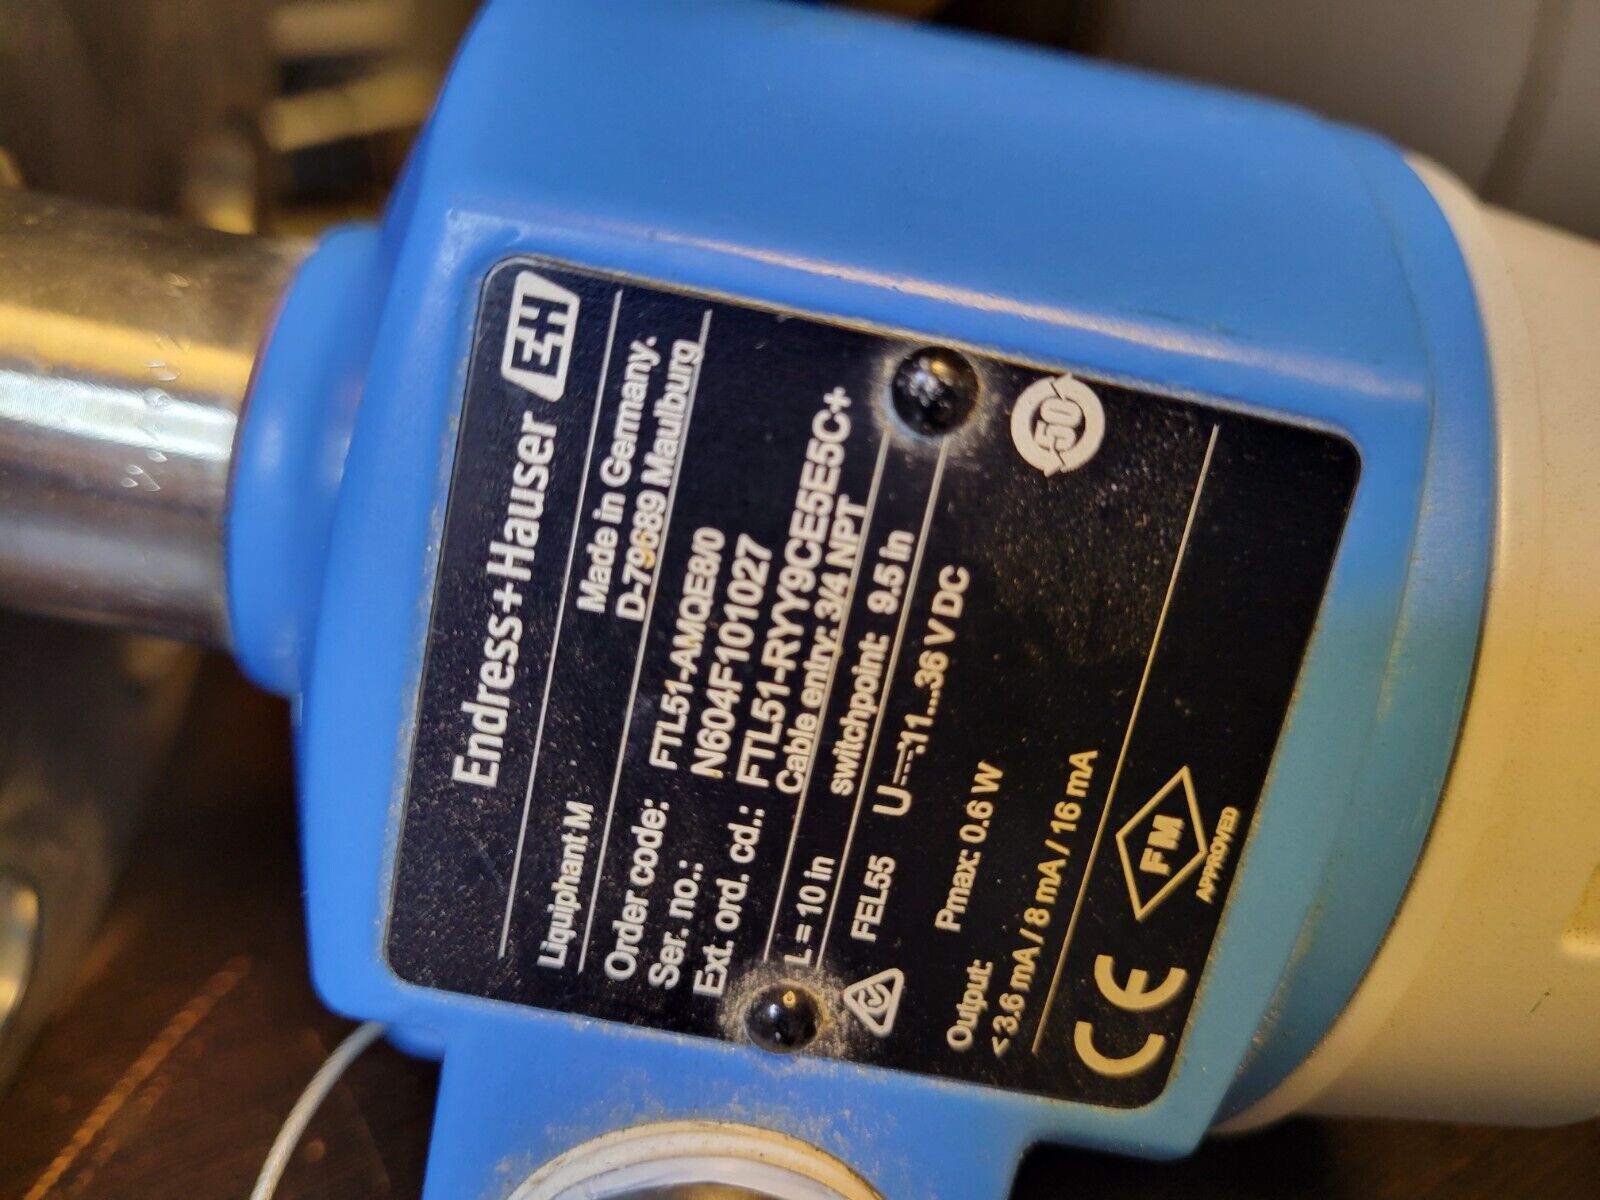 Endress+Hauser EH
Liquiphant M
Made in Germany.
D-79689 Maulburg
Order code: FTL51-AMQE8/0
Ser. no.: N604F101027
Ext. ord. cd.: FTL51-RYY9CE5E5C+
Cable entry: 3/4 NPT
L = 10 in switchpoint: 9.5 in
FEL55 U⎓11...36 V DC
Pmax: 0.6 W
Output:
< 3.6 mA / 8 mA / 16 mA
50
CE FM
APPROVED